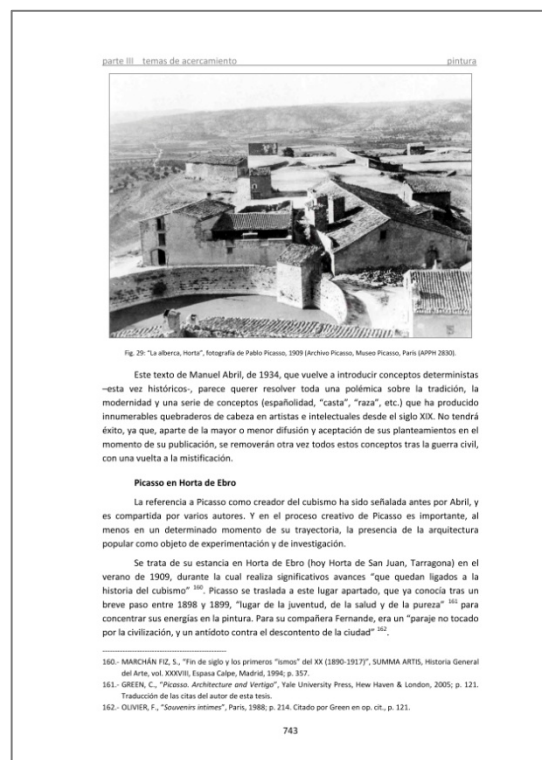 parte III temas de acercamiento pintura
Fig. 29: "La alberca, Horta", fotografía de Pablo Picasso, 1909 (Archivo Picasso, Museo Picasso, París (APPH 2830).
Este texto de Manuel Abril, de 1934, que vuelve a introducir conceptos deterministas
–esta vez históricos-, parece querer resolver toda una polémica sobre la tradición, la
modernidad y una serie de conceptos (españolidad, "casta", "raza", etc.) que ha producido
innumerables quebraderos de cabeza en artistas e intelectuales desde el siglo XIX. No tendrá
éxito, ya que, aparte de la mayor o menor difusión y aceptación de sus planteamientos en el
momento de su publicación, se removerán otra vez todos estos conceptos tras la guerra civil,
con una vuelta a la mistificación.
Picasso en Horta de Ebro
La referencia a Picasso como creador del cubismo ha sido señalada antes por Abril, y
es compartida por varios autores. Y en el proceso creativo de Picasso es importante, al
menos en un determinado momento de su trayectoria, la presencia de la arquitectura
popular como objeto de experimentación y de investigación.
Se trata de su estancia en Horta de Ebro (hoy Horta de San Juan, Tarragona) en el
verano de 1909, durante la cual realiza significativos avances "que quedan ligados a la
historia del cubismo" 160. Picasso se traslada a este lugar apartado, que ya conocía tras un
breve paso entre 1898 y 1899, "lugar de la juventud, de la salud y de la pureza" 161 para
concentrar sus energías en la pintura. Para su compañera Fernande, era un "paraje no tocado
por la civilización, y un antídoto contra el descontento de la ciudad" 162.
160.- MARCHÁN FIZ, S., "Fin de siglo y los primeros "ismos" del XX (1890-1917)", SUMMA ARTIS, Historia General
del Arte, vol. XXXVIII, Espasa Calpe, Madrid, 1994; p. 357.
161.- GREEN, C., "Picasso. Architecture and Vertigo", Yale University Press, Hew Haven & London, 2005; p. 121.
Traducción de las citas del autor de esta tesis.
162.- OLIVIER, F., "Souvenirs intimes", Paris, 1988; p. 214. Citado por Green en op. cit., p. 121.
743